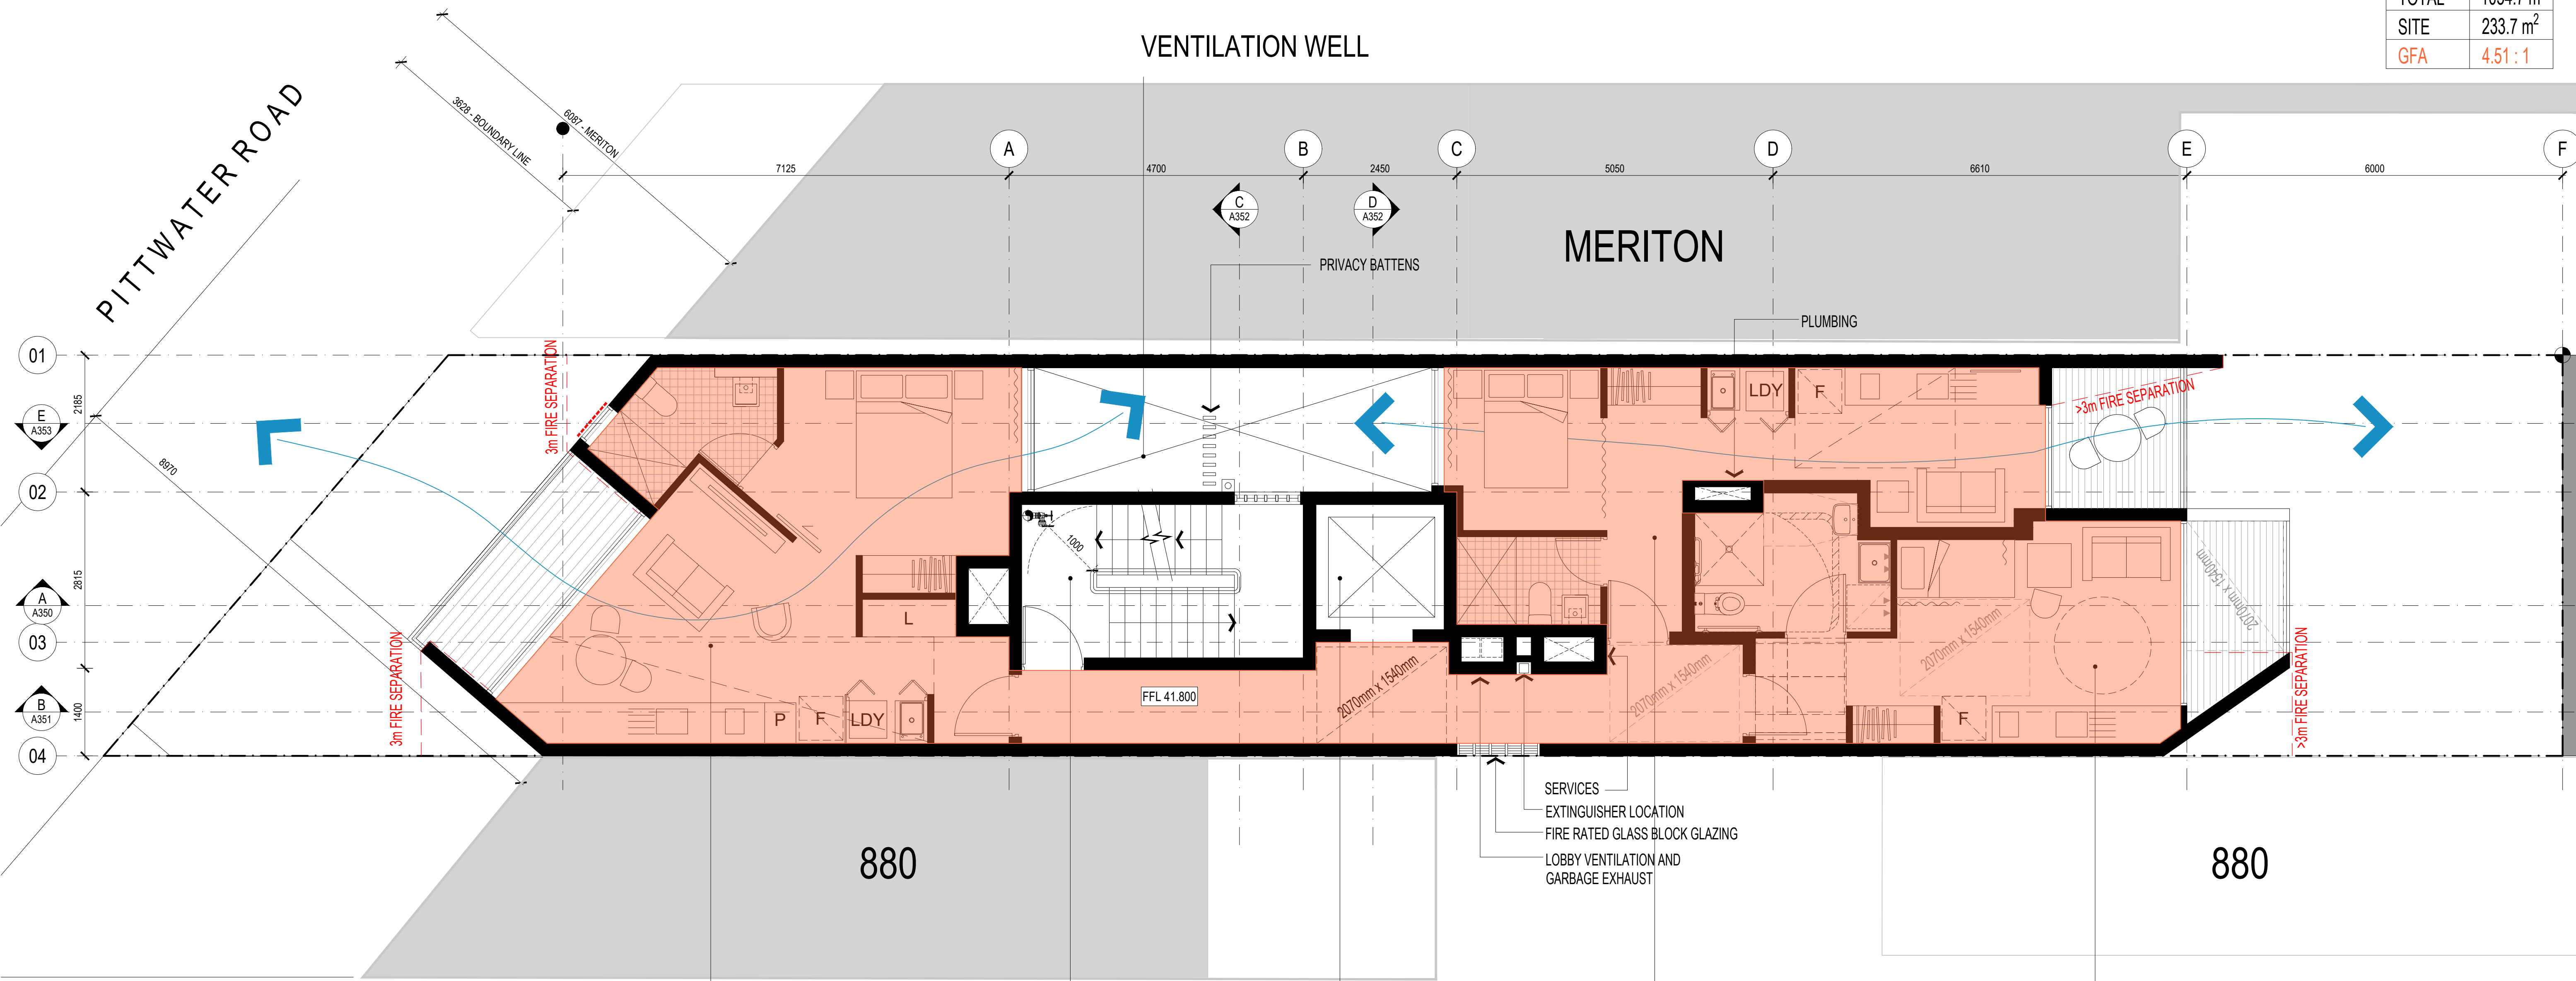 TOTAL 1054.7 m²
SITE 233.7 m²
GFA 4.51 : 1
VENTILATION WELL
PITTWATER ROAD
3628 - BOUNDARY LINE
6087 - MERITON
A
B
C
D
E
F
7125
4700
2450
5050
6610
6000
C
A352
D
A352
MERITON
PRIVACY BATTENS
PLUMBING
01
02
03
04
2185
2815
1400
E
A353
A
A350
B
A351
8970
3m FIRE SEPARATION
3m FIRE SEPARATION
>3m FIRE SEPARATION
>3m FIRE SEPARATION
LDY
F
1000
L
P
F
LDY
FFL 41.800
2070mm x 1540mm
2070mm x 1540mm
2070mm x 1540mm
2070mm x 1540mm
F
SERVICES
EXTINGUISHER LOCATION
FIRE RATED GLASS BLOCK GLAZING
LOBBY VENTILATION AND
GARBAGE EXHAUST
880
880